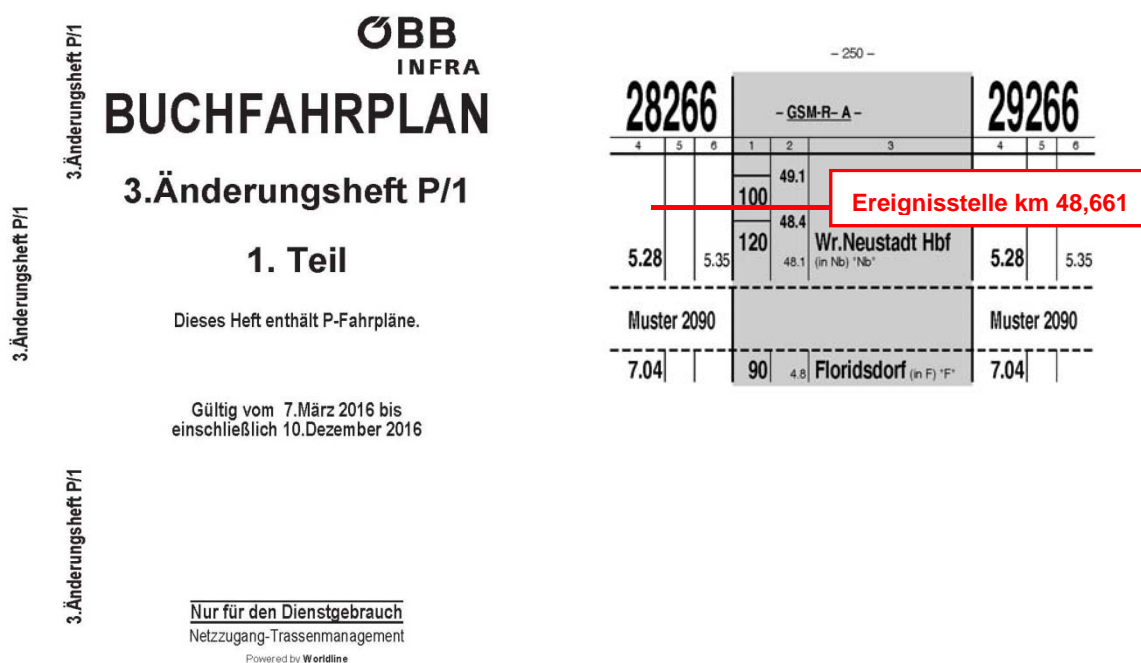 3.Änderungsheft P/1
3.Änderungsheft P/1
3.Änderungsheft P/1
ÖBB
INFRA
BUCHFAHRPLAN
3.Änderungsheft P/1
1. Teil
Dieses Heft enthält P-Fahrpläne.
Gültig vom 7.März 2016 bis
einschließlich 10.Dezember 2016
Nur für den Dienstgebrauch
Netzzugang-Trassenmanagement
Powered by Worldline
– 250 –
28266 – GSM-R– A – 29266
4 5 6 1 2 3 4 5 6
49.1
100
Ereignisstelle km 48,661
48.4
120 Wr.Neustadt Hbf
5.28 5.35 48.1 (in Nb) "Nb" 5.28 5.35
Muster 2090 Muster 2090
7.04 90 4.8 Floridsdorf (in F) "F" 7.04